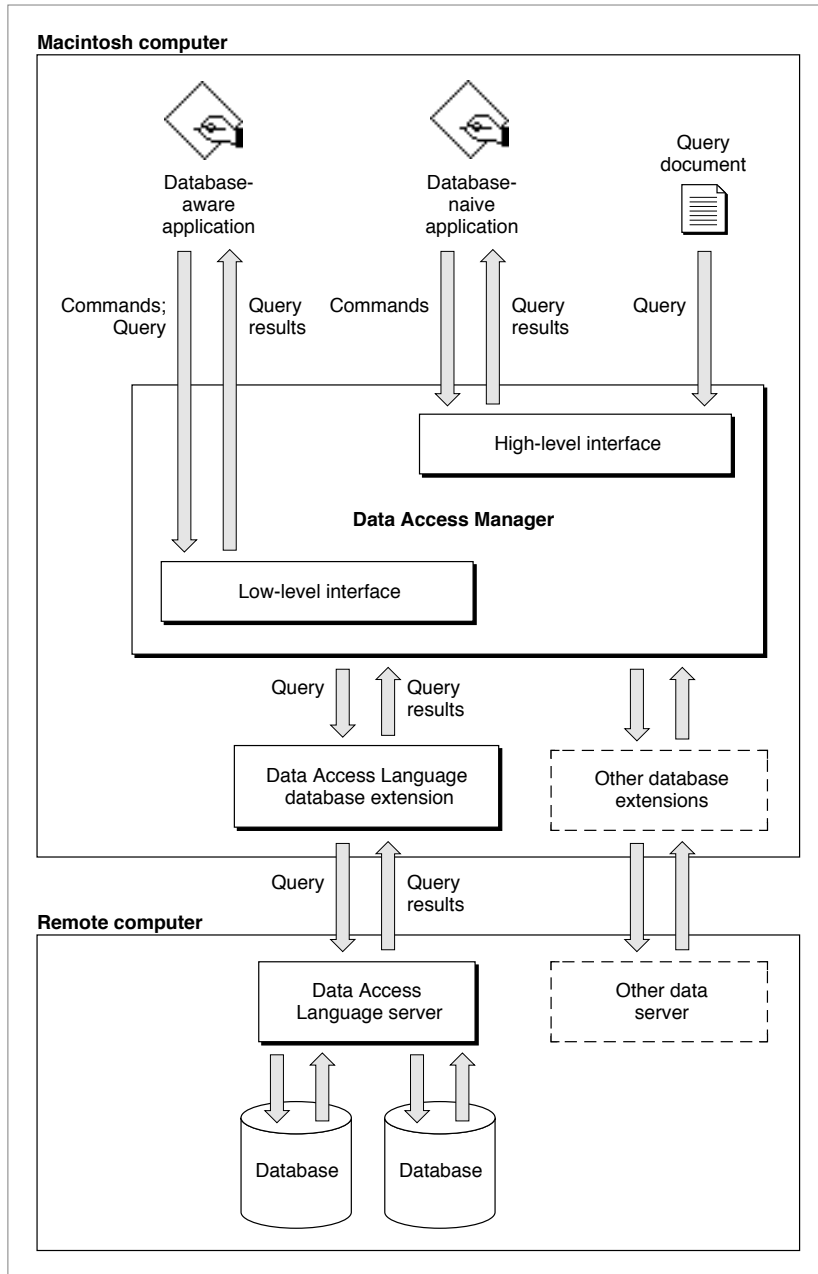 Macintosh computer
Database-
aware
application
Database-
naive
application
Query
document
Commands;
Query
Query
results
Commands
Query
results
Query
High-level interface
Data Access Manager
Low-level interface
Query
Query
results
Data Access Language
database extension
Other database
extensions
Query
Query
results
Remote computer
Data Access
Language server
Other data
server
Database
Database